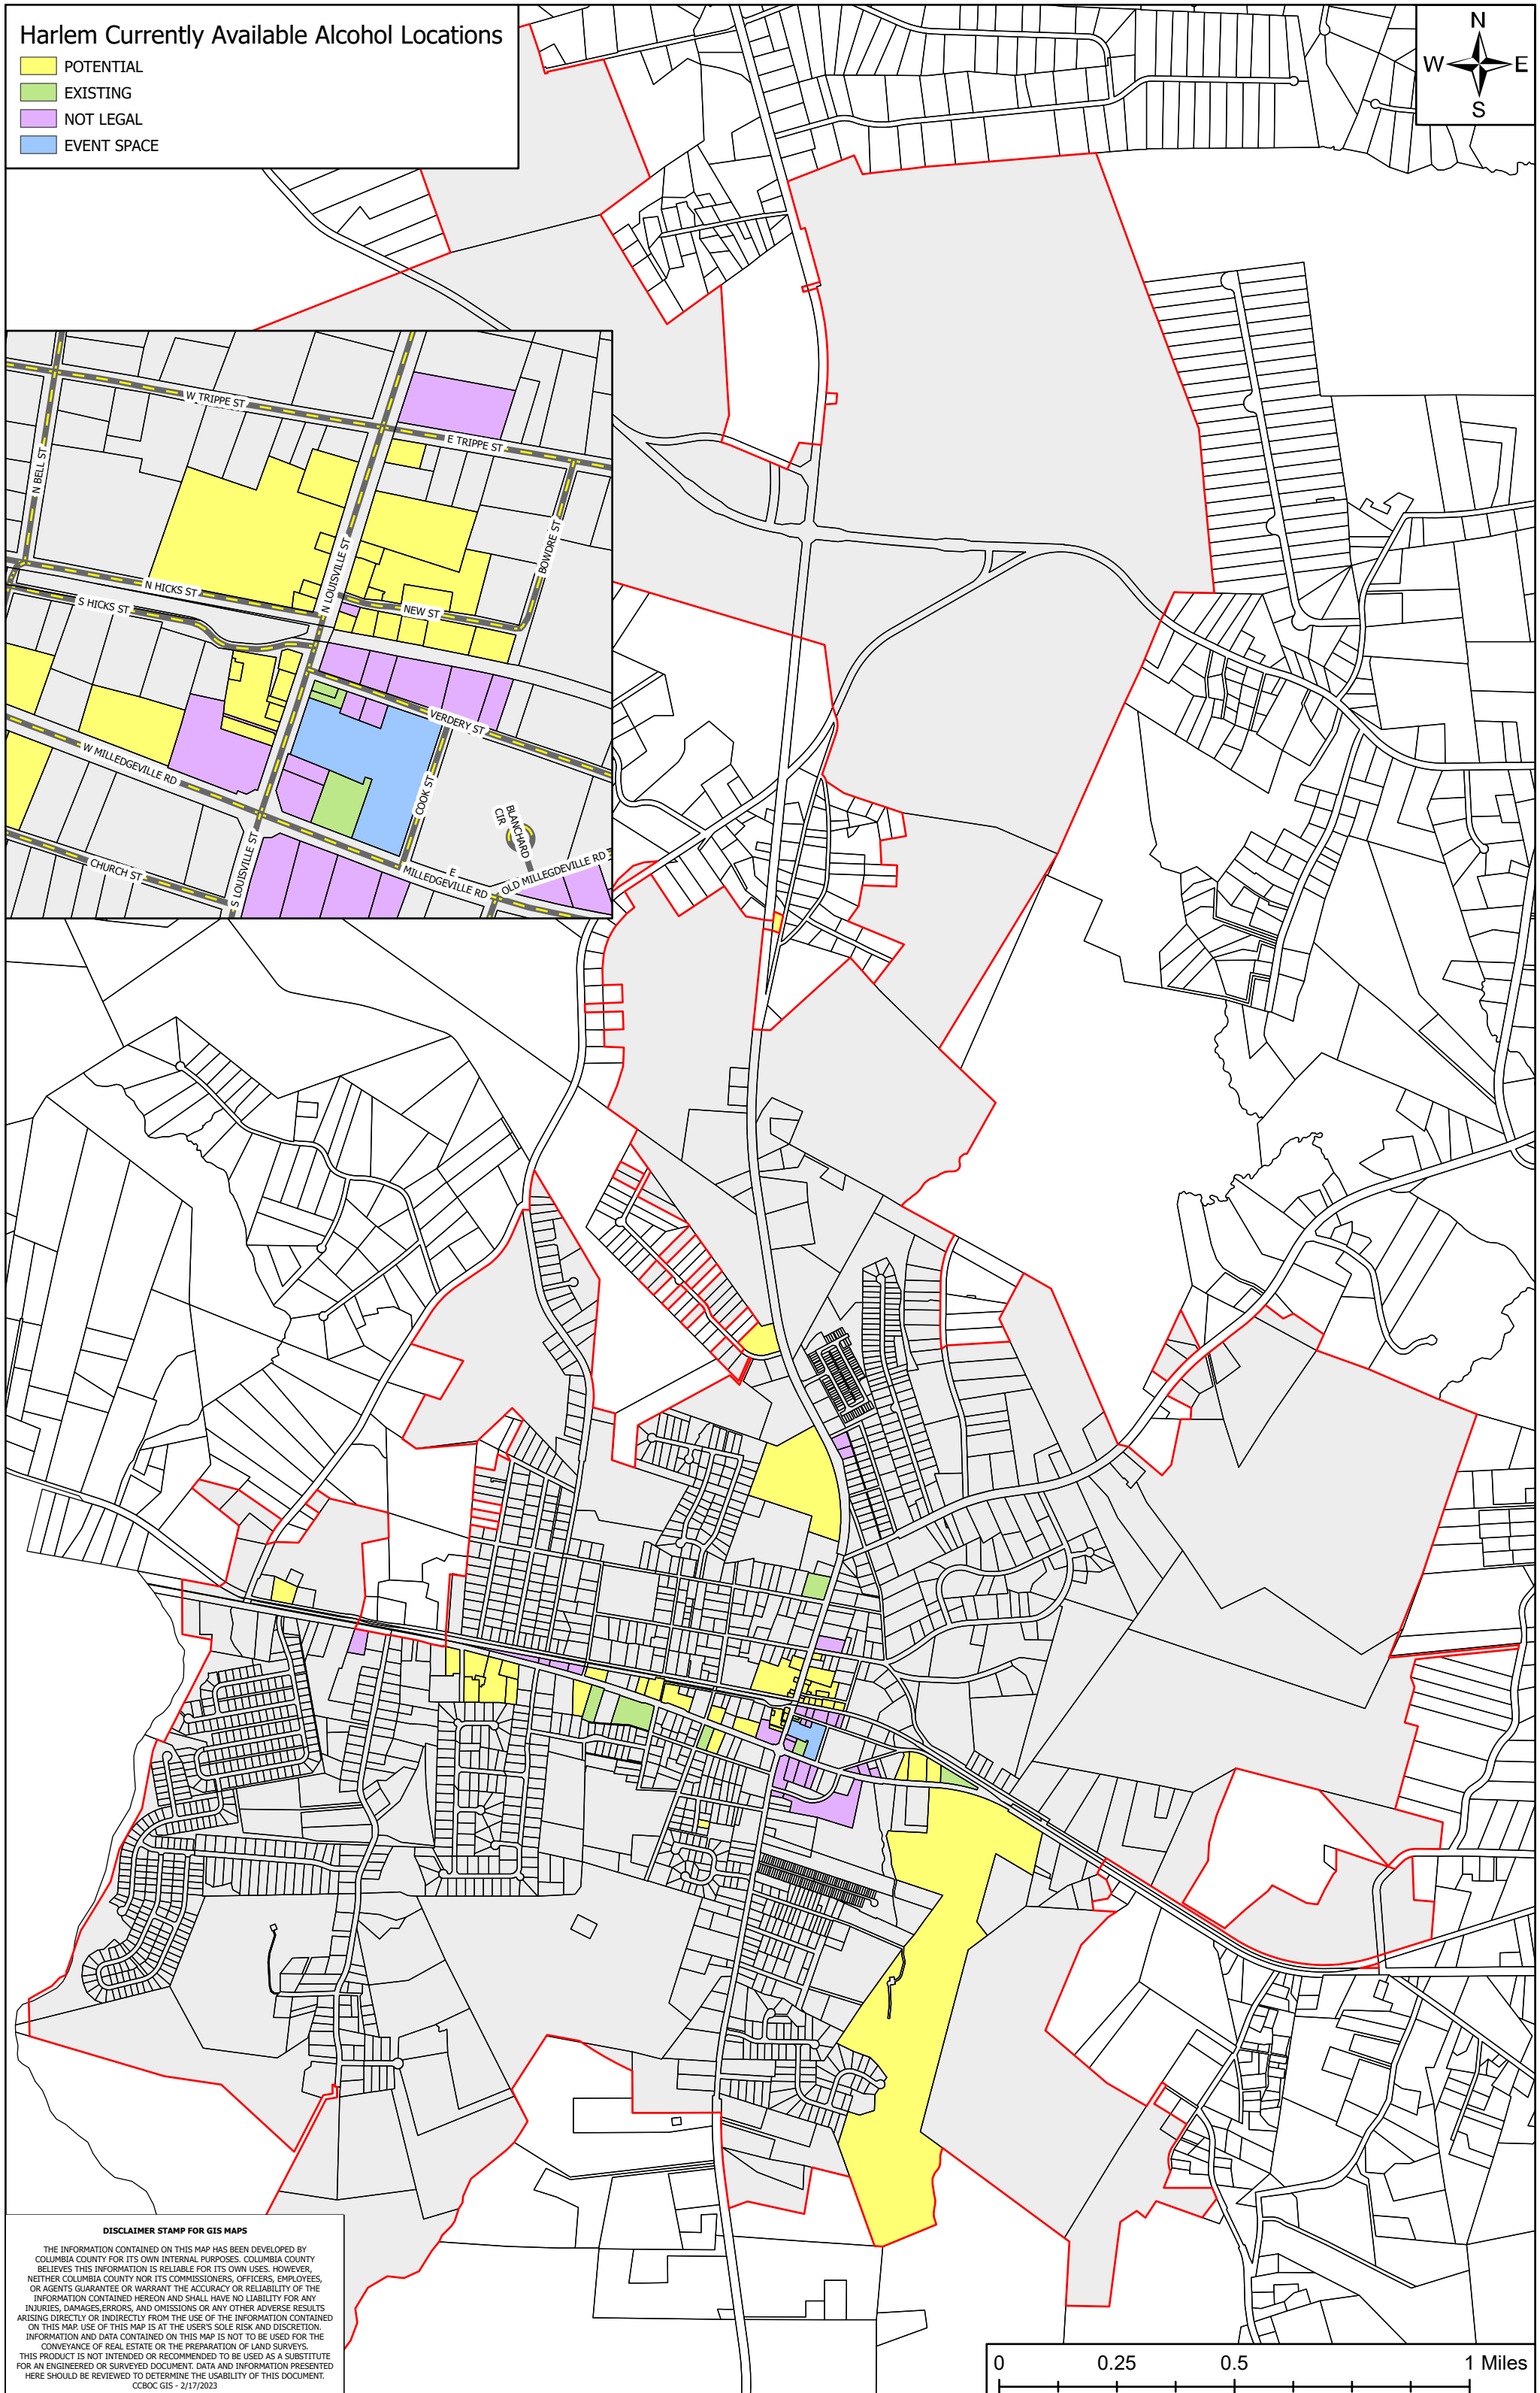 Harlem Currently Available Alcohol Locations
POTENTIAL
EXISTING
NOT LEGAL
EVENT SPACE
N
W E
S
W TRIPPE ST
E TRIPPE ST
N BELL ST
N LOUISVILLE ST
BOWDRE ST
N HICKS ST
S HICKS ST
NEW ST
VERDERY ST
W MILLEDGEVILLE RD
COOK ST
BLANCHARD
CIR
CHURCH ST
S LOUISVILLE ST
E
MILLEDGEVILLE RD
OLD MILLEGDEVILLE RD
DISCLAIMER STAMP FOR GIS MAPS
THE INFORMATION CONTAINED ON THIS MAP HAS BEEN DEVELOPED BY
COLUMBIA COUNTY FOR ITS OWN INTERNAL PURPOSES. COLUMBIA COUNTY
BELIEVES THIS INFORMATION IS RELIABLE FOR ITS OWN USES. HOWEVER,
NEITHER COLUMBIA COUNTY NOR ITS COMMISSIONERS, OFFICERS, EMPLOYEES,
OR AGENTS GUARANTEE OR WARRANT THE ACCURACY OR RELIABILITY OF THE
INFORMATION CONTAINED HEREON AND SHALL HAVE NO LIABILITY FOR ANY
INJURIES, DAMAGES,ERRORS, AND OMISSIONS OR ANY OTHER ADVERSE RESULTS
ARISING DIRECTLY OR INDIRECTLY FROM THE USE OF THE INFORMATION CONTAINED
ON THIS MAP. USE OF THIS MAP IS AT THE USER'S SOLE RISK AND DISCRETION.
INFORMATION AND DATA CONTAINED ON THIS MAP IS NOT TO BE USED FOR THE
CONVEYANCE OF REAL ESTATE OR THE PREPARATION OF LAND SURVEYS.
THIS PRODUCT IS NOT INTENDED OR RECOMMENDED TO BE USED AS A SUBSTITUTE
FOR AN ENGINEERED OR SURVEYED DOCUMENT. DATA AND INFORMATION PRESENTED
HERE SHOULD BE REVIEWED TO DETERMINE THE USABILITY OF THIS DOCUMENT.
CCBOC GIS - 2/17/2023
0 0.25 0.5 1 Miles